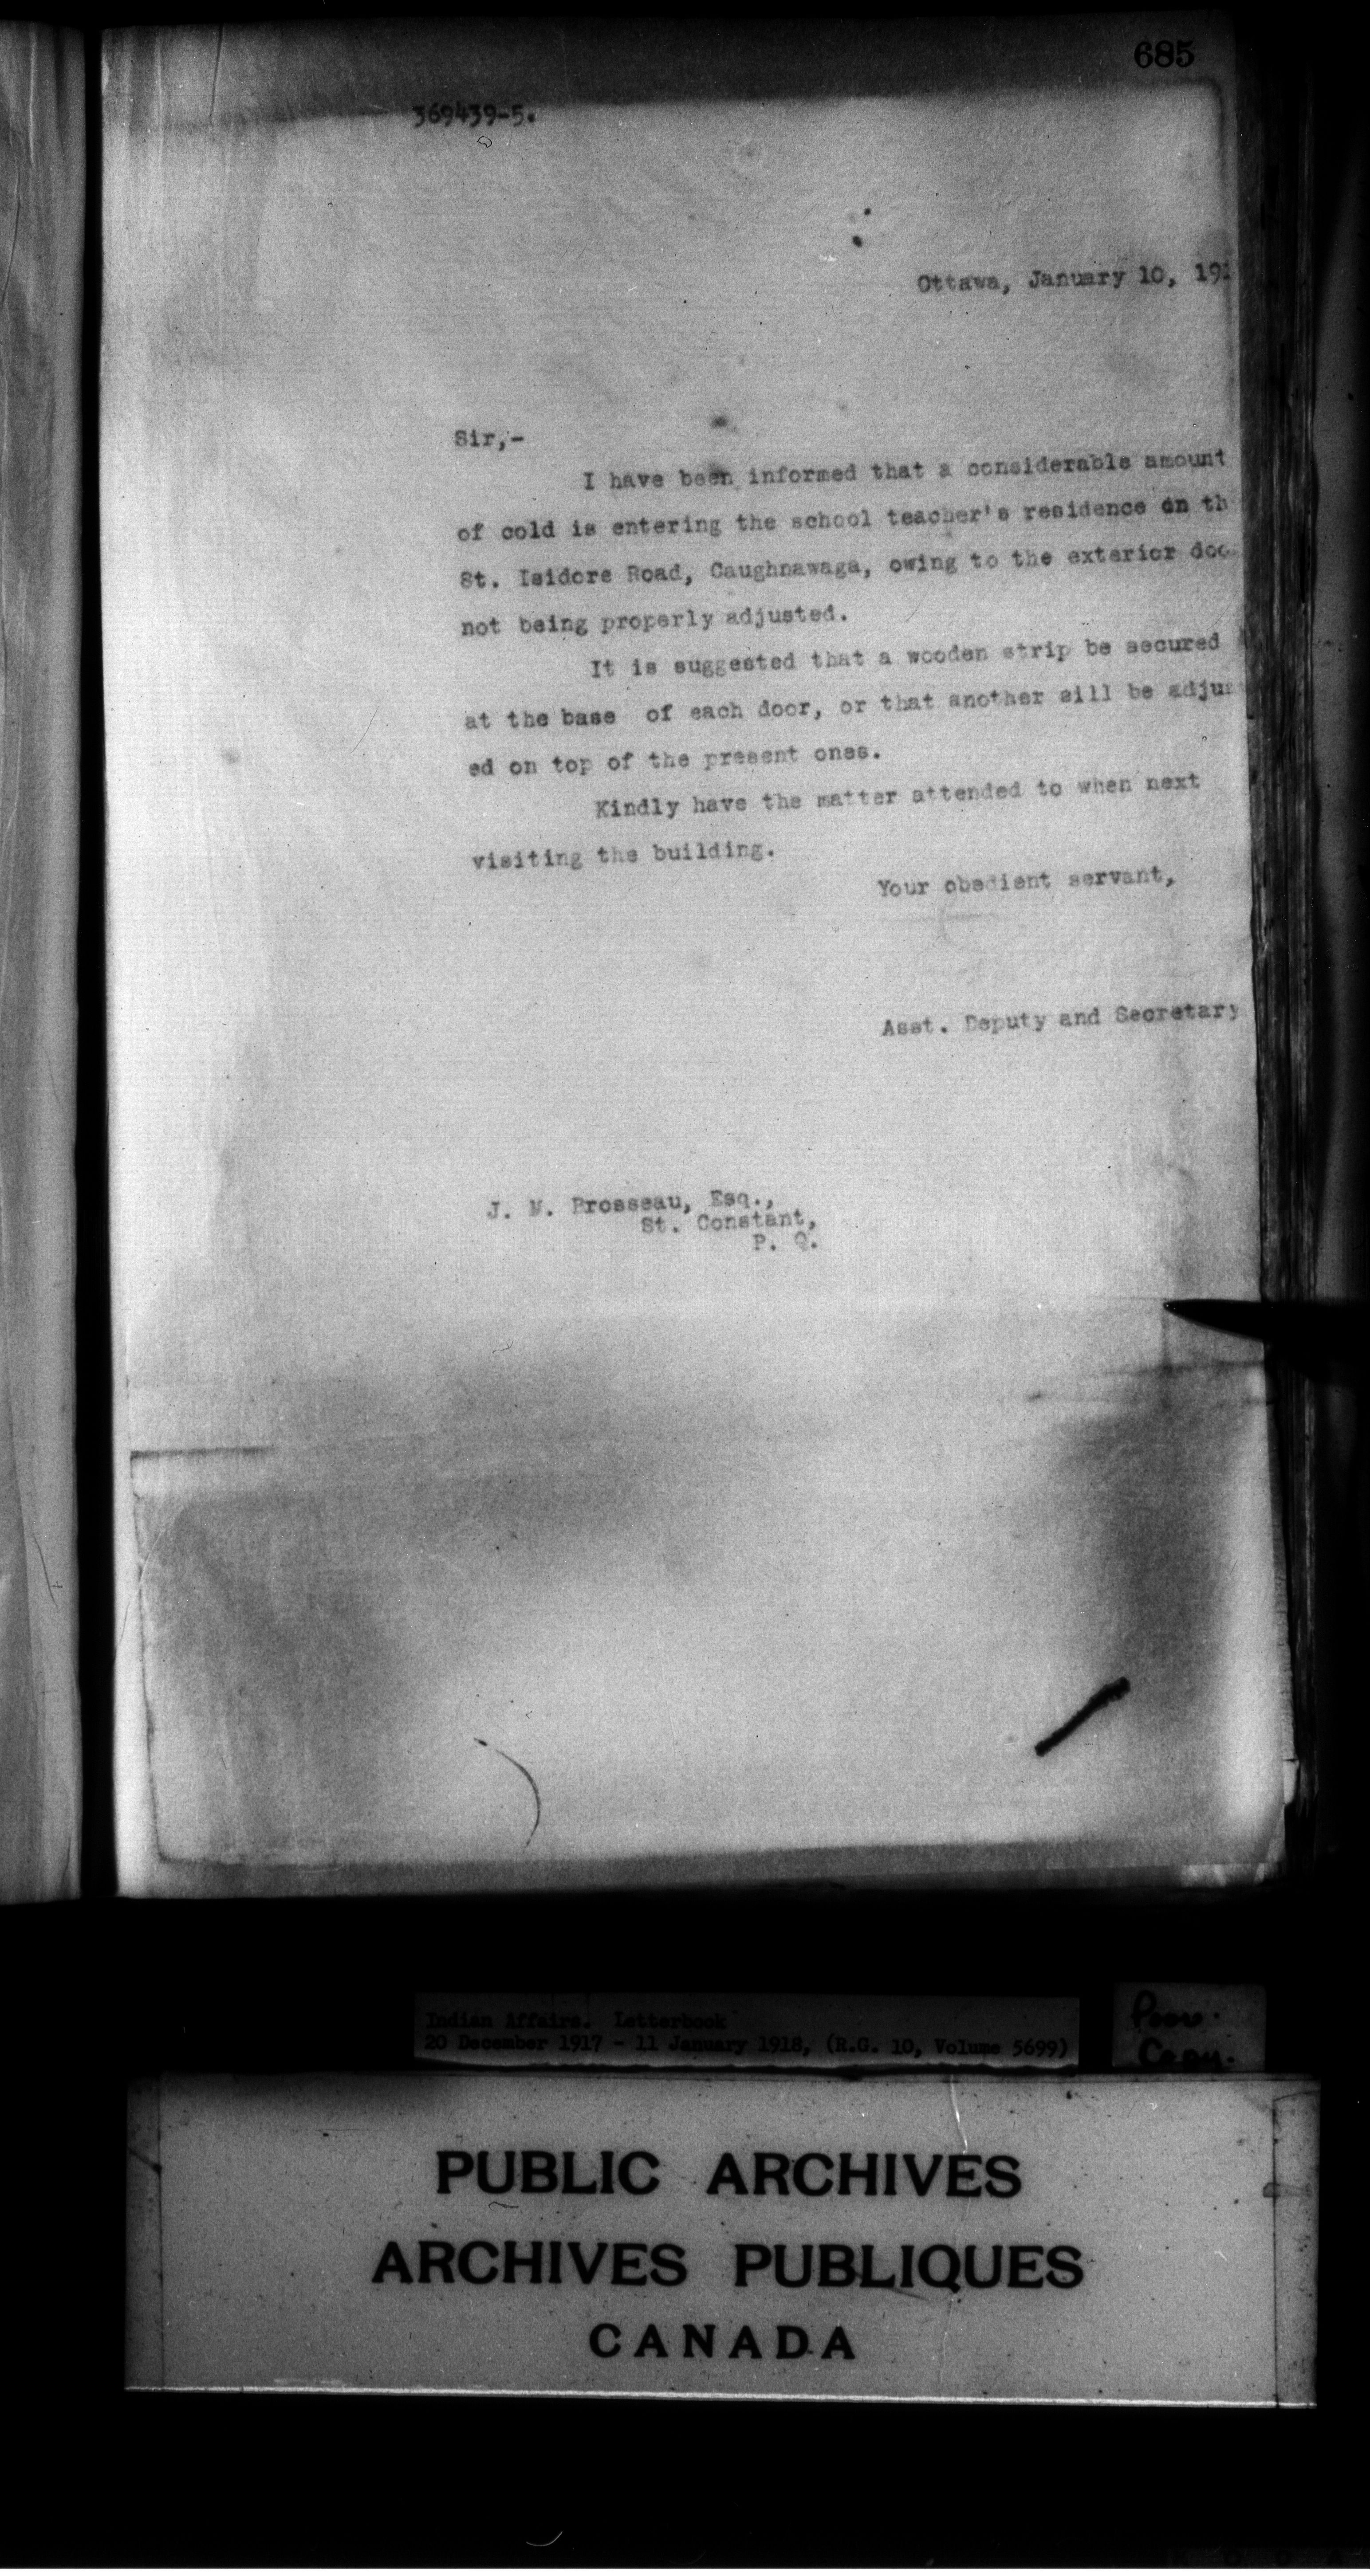 685
369439-5.
Ottawa, January 10, 191
Sir,-
I have been informed that a considerable amount
of cold is entering the school teacher's residence on th
St. Isidore Road, Caughnawaga, owing to the exterior doo
not being properly adjusted.
It is suggested that a wooden strip be secured
at the base of each door, or that another sill be adjus
ed on top of the present ones.
Kindly have the matter attended to when next
visiting the building.
Your obedient servant,
Asst. Deputy and Secretary
J. M. Brosseau, Esq.,
St. Constant,
P. Q.
Indian Affairs. Letterbook
20 December 1917 - 11 January 1918, (R.G. 10, Volume 5699)
Poor.
Copy.
PUBLIC ARCHIVES
ARCHIVES PUBLIQUES
CANADA